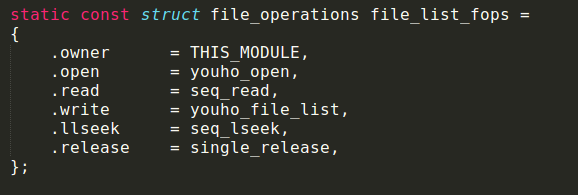 static const struct file_operations file_list_fops =
{
    .owner      = THIS_MODULE,
    .open       = youho_open,
    .read       = seq_read,
    .write      = youho_file_list,
    .llseek     = seq_lseek,
    .release    = single_release,
};